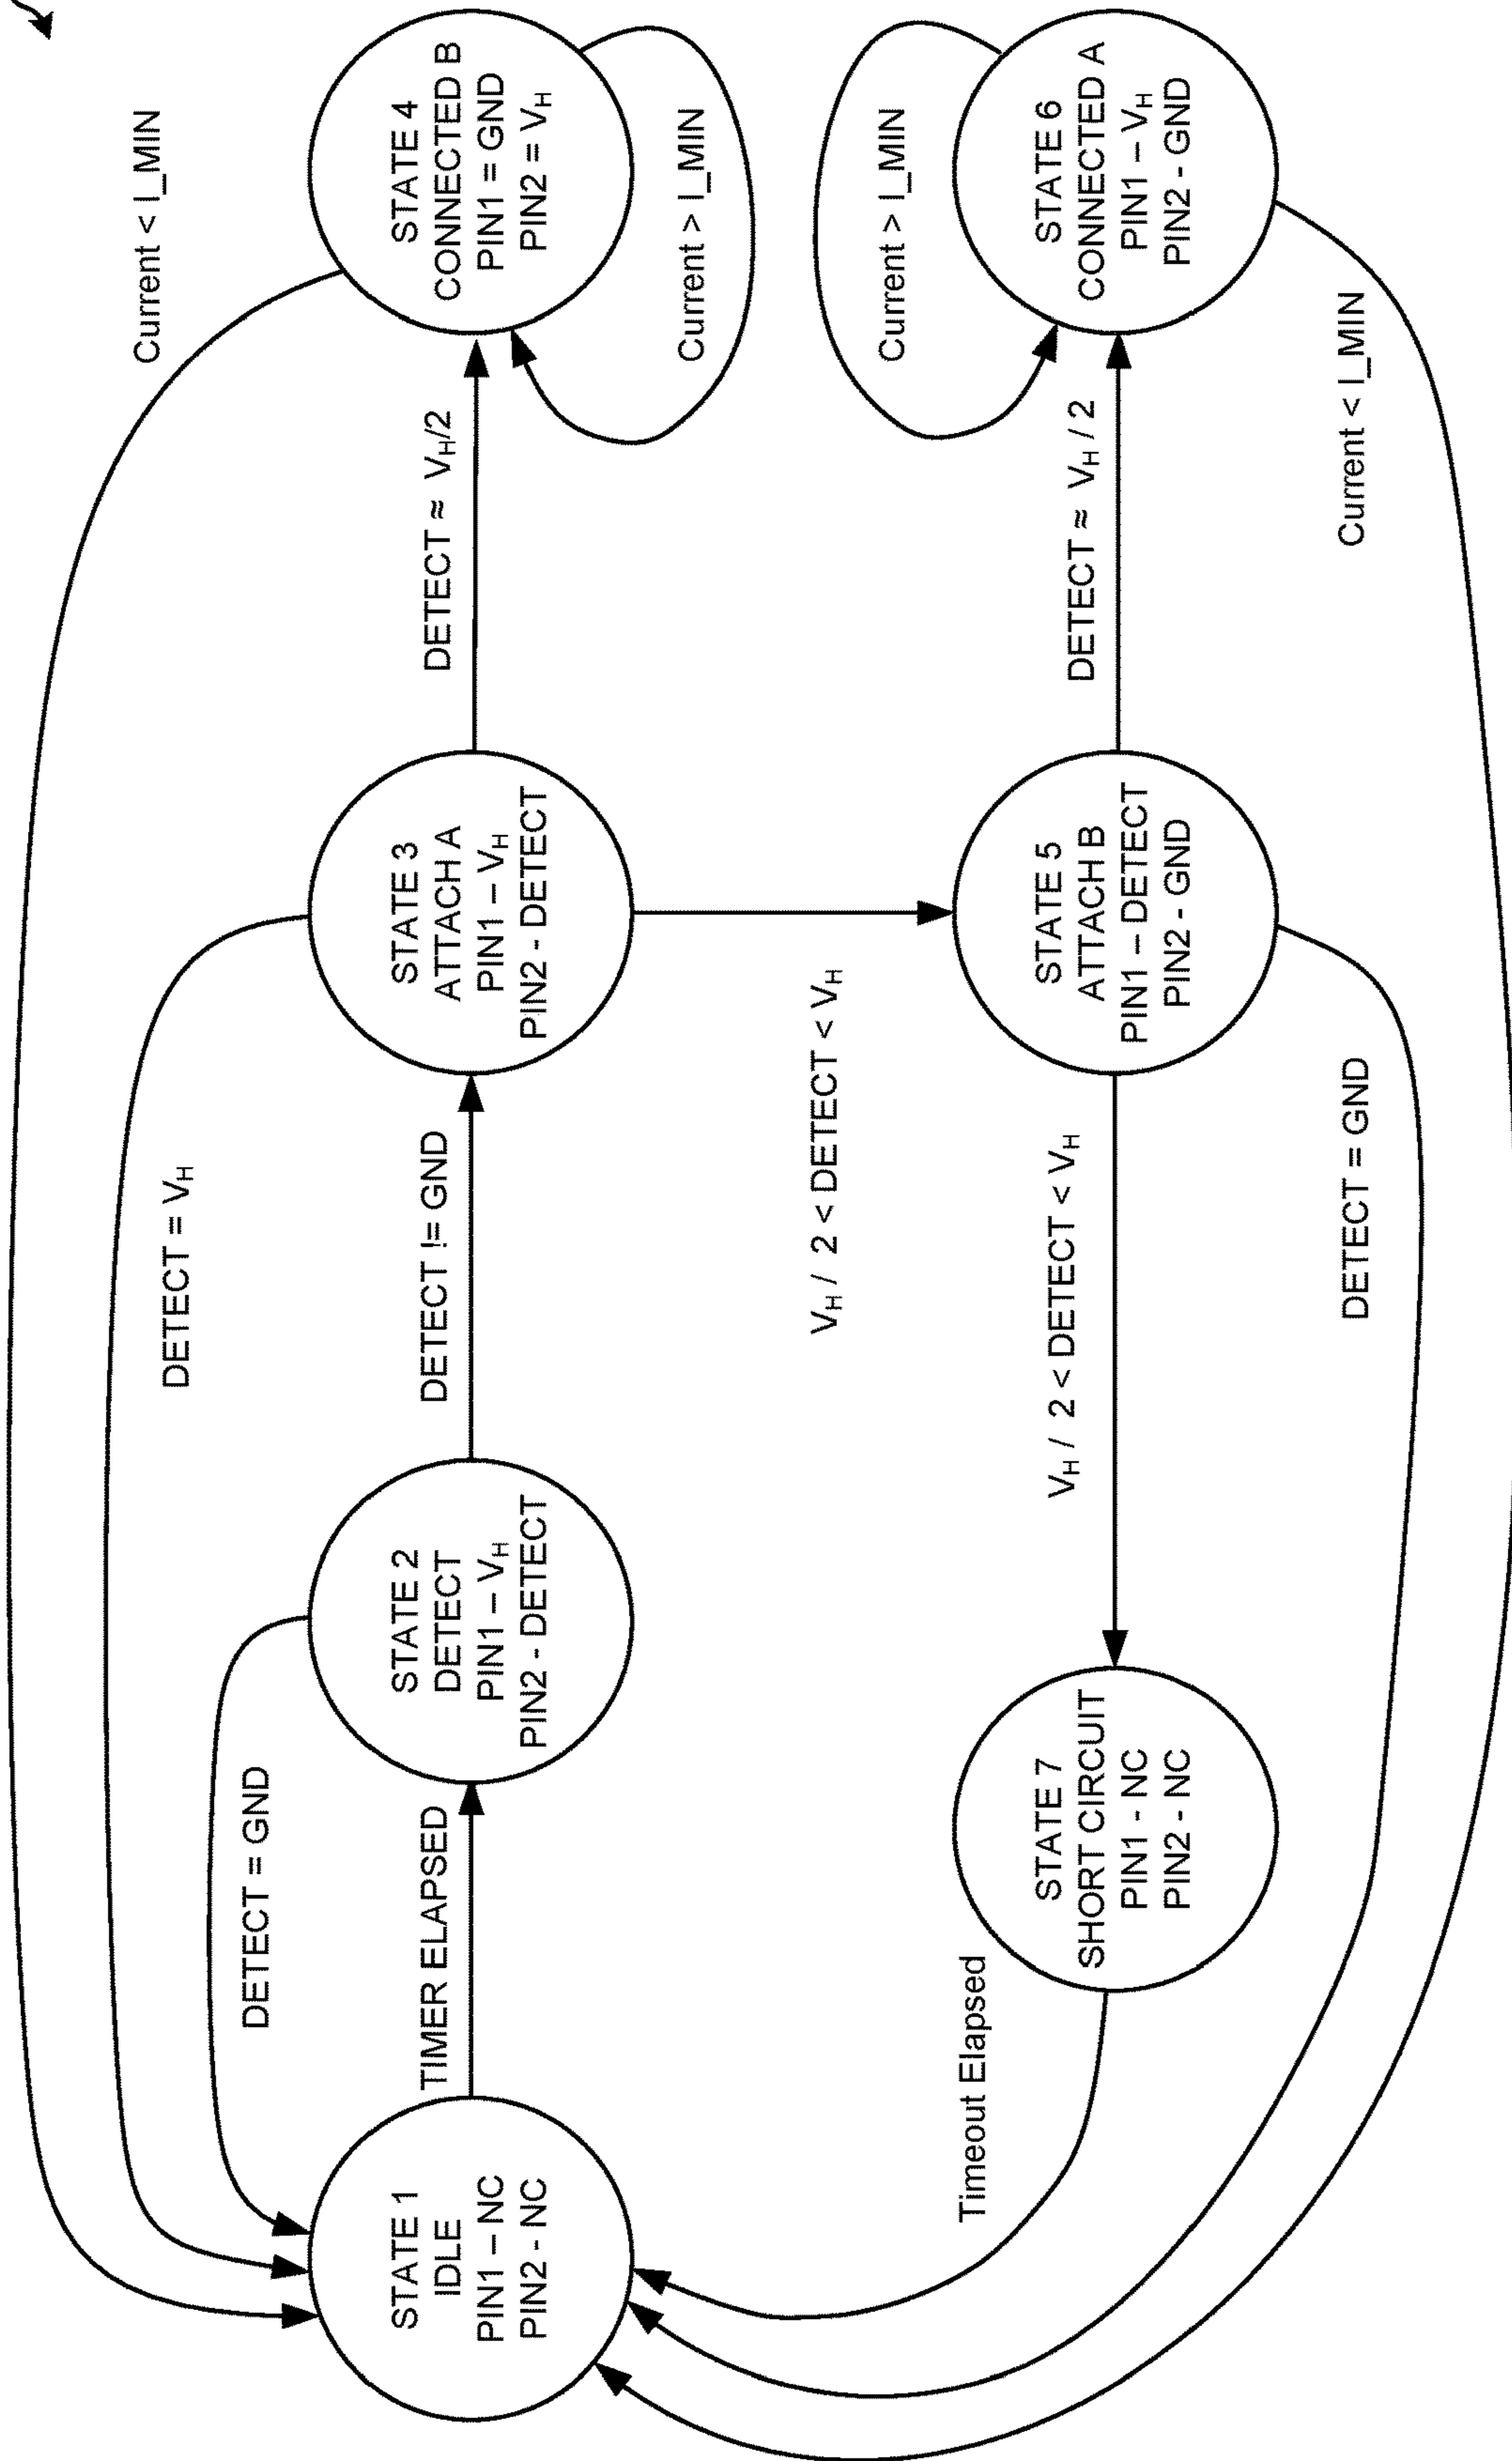 Current < I_MIN
DETECT = VH
DETECT = GND
STATE 1
IDLE
PIN1 – NC
PIN2 - NC
TIMER ELAPSED
STATE 2
DETECT
PIN1 – VH
PIN2 - DETECT
DETECT != GND
STATE 3
ATTACH A
PIN1 – VH
PIN2 - DETECT
DETECT ≈ VH/2
STATE 4
CONNECTED B
PIN1 = GND
PIN2 = VH
Current > I_MIN
VH / 2 < DETECT < VH
Current > I_MIN
Timeout Elapsed
STATE 7
SHORT CIRCUIT
PIN1 - NC
PIN2 - NC
VH / 2 < DETECT < VH
STATE 5
ATTACH B
PIN1 – DETECT
PIN2 - GND
DETECT ≈ VH / 2
STATE 6
CONNECTED A
PIN1 – VH
PIN2 - GND
DETECT = GND
Current < I_MIN